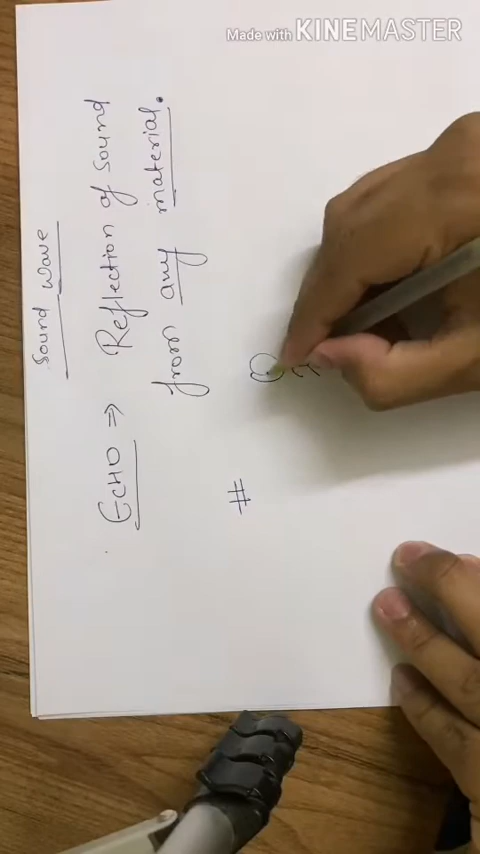 Made with KINEMASTER
Sound wave
ECHO ⇒ Reflection of Sound
from any material.
#